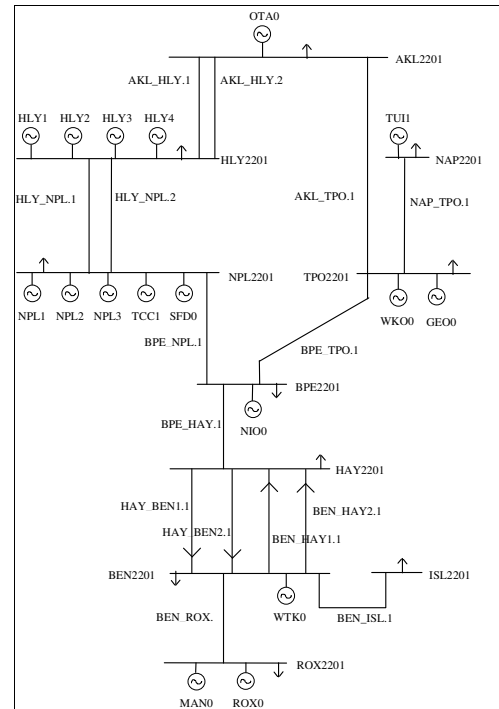 OTA0
AKL2201
AKL_HLY.1
AKL_HLY.2
HLY1
HLY2
HLY3
HLY4
TUI1
HLY2201
NAP2201
HLY_NPL.1
HLY_NPL.2
AKL_TPO.1
NAP_TPO.1
NPL2201
TPO2201
NPL1
NPL2
NPL3
TCC1
SFD0
WKO0
GEO0
BPE_NPL.1
BPE_TPO.1
BPE2201
NIO0
BPE_HAY.1
HAY2201
HAY_BEN1.1
HAY_BEN2.1
BEN_HAY2.1
BEN_HAY1.1
BEN2201
ISL2201
WTK0
BEN_ROX.
BEN_ISL.1
ROX2201
MAN0
ROX0